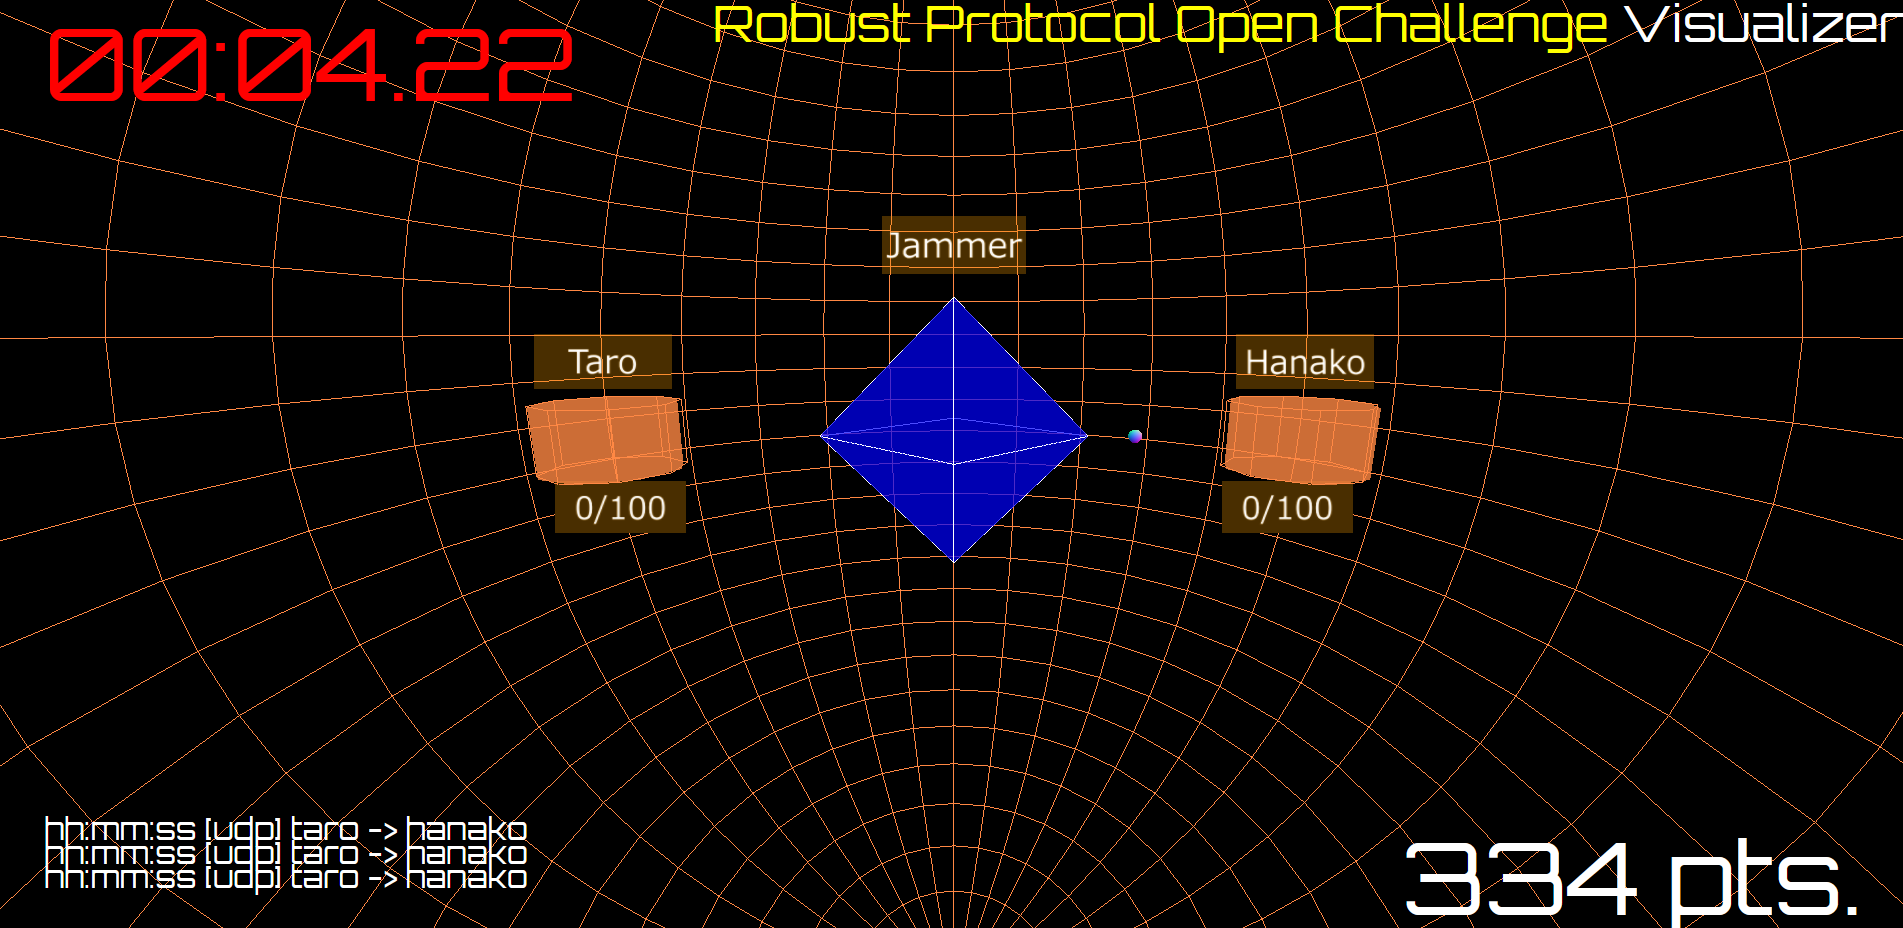 00:04.22
Robust Protocol Open Challenge Visualizer
Jammer
Taro
Hanako
0/100
0/100
hh:mm:ss [udp] taro -> hanako
hh:mm:ss [udp] taro -> hanako
hh:mm:ss [udp] taro -> hanako
334 pts.